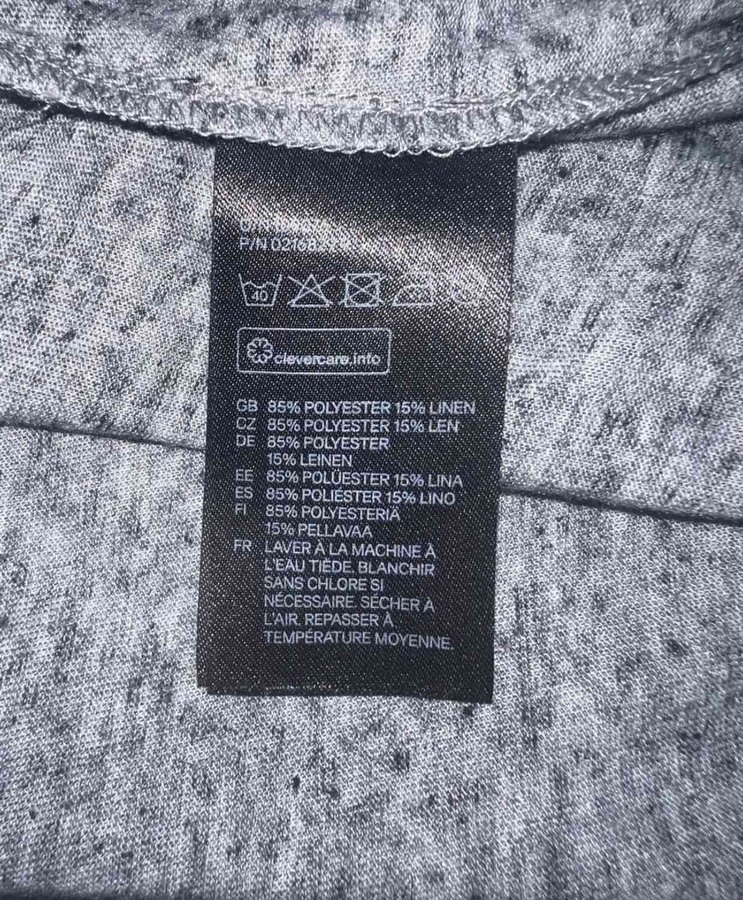 P/N
40
clevercare.info
GB 85% POLYESTER 15% LINEN
CZ 85% POLYESTER 15% LEN
DE 85% POLYESTER
15% LEINEN
EE 85% POLÜESTER 15% LINA
ES 85% POLIÉSTER 15% LINO
FI 85% POLYESTERIÄ
15% PELLAVAA
FR LAVER À LA MACHINE À
L'EAU TIÈDE. BLANCHIR
SANS CHLORE SI
NÉCESSAIRE. SÉCHER À
L'AIR. REPASSER À
TEMPÉRATURE MOYENNE.